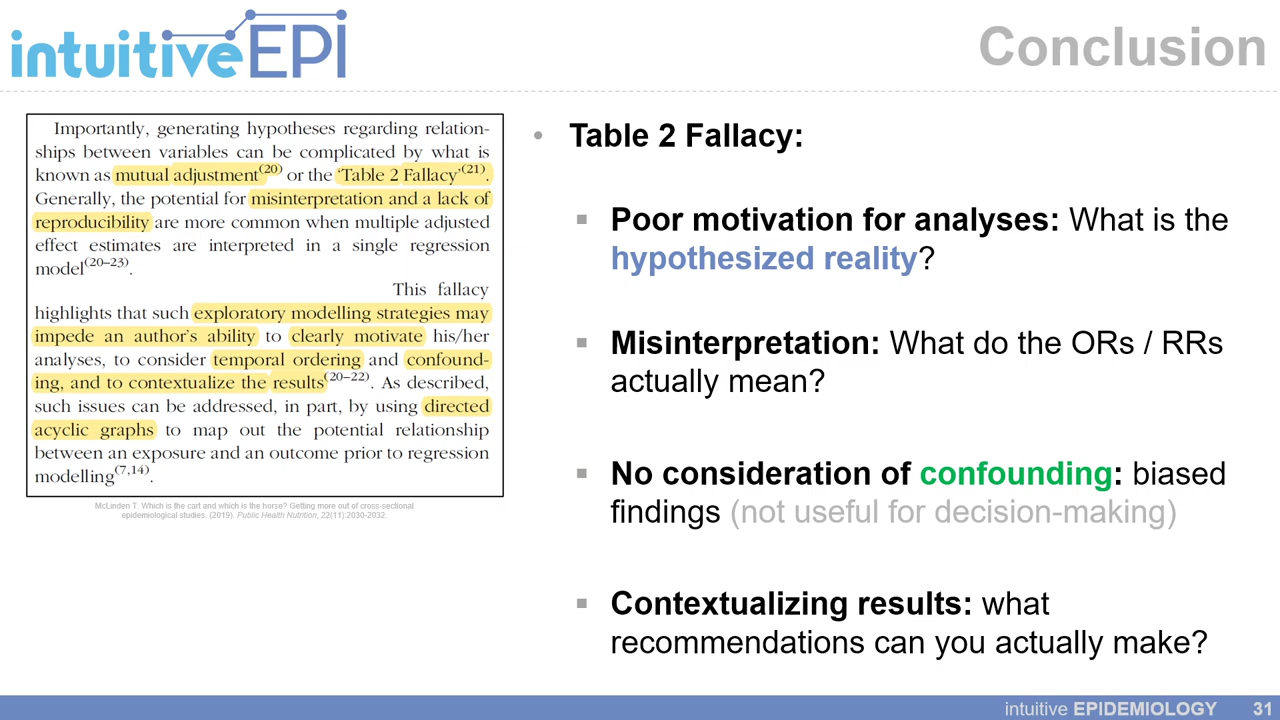 intuitiveEPI
Conclusion
Importantly, generating hypotheses regarding relation-
ships between variables can be complicated by what is
known as mutual adjustment(20) or the ‘Table 2 Fallacy’(21).
Generally, the potential for misinterpretation and a lack of
reproducibility are more common when multiple adjusted
effect estimates are interpreted in a single regression
model(20–23).
This fallacy
highlights that such exploratory modelling strategies may
impede an author's ability to clearly motivate his/her
analyses, to consider temporal ordering and confound-
ing, and to contextualize the results(20–22). As described,
such issues can be addressed, in part, by using directed
acyclic graphs to map out the potential relationship
between an exposure and an outcome prior to regression
modelling(7,14).
McLinden T. Which is the cart and which is the horse? Getting more out of cross-sectional
epidemiological studies. (2019). Public Health Nutrition, 22(11):2030-2032.
• Table 2 Fallacy:
▪ Poor motivation for analyses: What is the
hypothesized reality?
▪ Misinterpretation: What do the ORs / RRs
actually mean?
▪ No consideration of confounding: biased
findings (not useful for decision-making)
▪ Contextualizing results: what
recommendations can you actually make?
intuitive EPIDEMIOLOGY 31